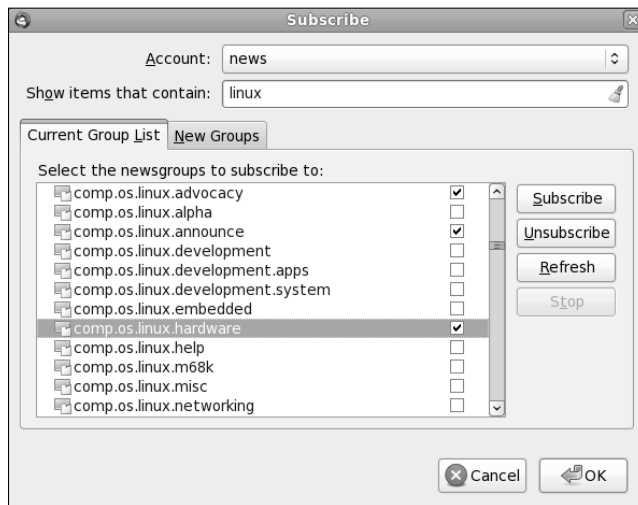 Subscribe
Account: news
Show items that contain: linux
Current Group List New Groups
Select the newsgroups to subscribe to:
comp.os.linux.advocacy
comp.os.linux.alpha
comp.os.linux.announce
comp.os.linux.development
comp.os.linux.development.apps
comp.os.linux.development.system
comp.os.linux.embedded
comp.os.linux.hardware
comp.os.linux.help
comp.os.linux.m68k
comp.os.linux.misc
comp.os.linux.networking
Subscribe
Unsubscribe
Refresh
Stop
Cancel OK